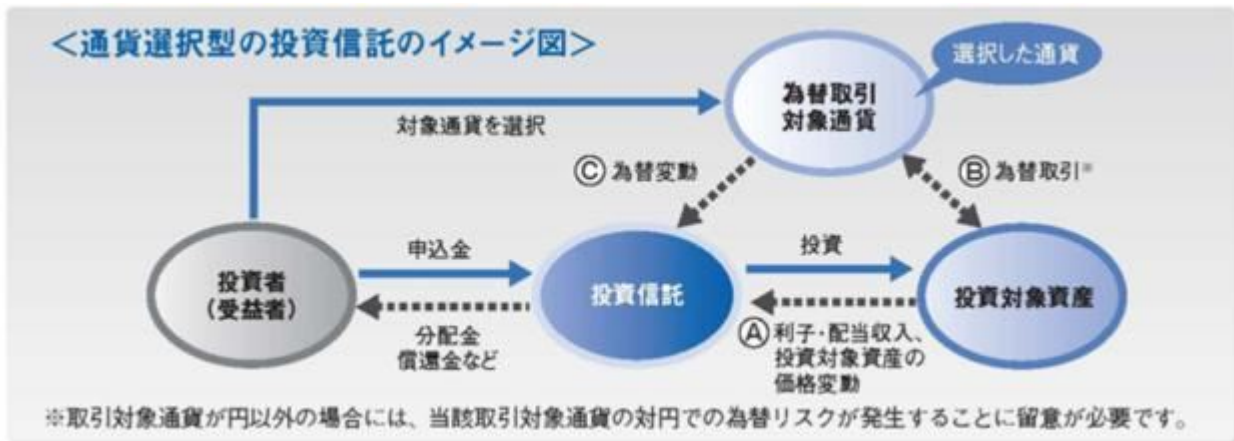 ＜通貨選択型の投資信託のイメージ図＞
選択した通貨
為替取引
対象通貨
対象通貨を選択
Ⓒ為替変動
Ⓑ為替取引※
申込金
投資
投資者
（受益者）
投資信託
投資対象資産
分配金
償還金など
Ⓐ利子・配当収入、
投資対象資産の
価格変動
※取引対象通貨が円以外の場合には、当該取引対象通貨の対円での為替リスクが発生することに留意が必要です。